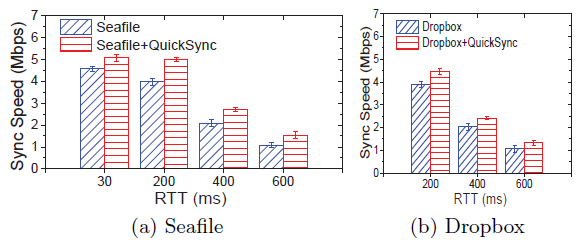 7
6
5
4
3
2
1
0
Sync Speed (Mbps)
Seafile
Seafile+QuickSync
30 200 400 600
RTT (ms)
(a) Seafile
7
6
5
4
3
2
1
0
Sync Speed (Mbps)
Dropbox
Dropbox+QuickSync
200 400 600
RTT (ms)
(b) Dropbox